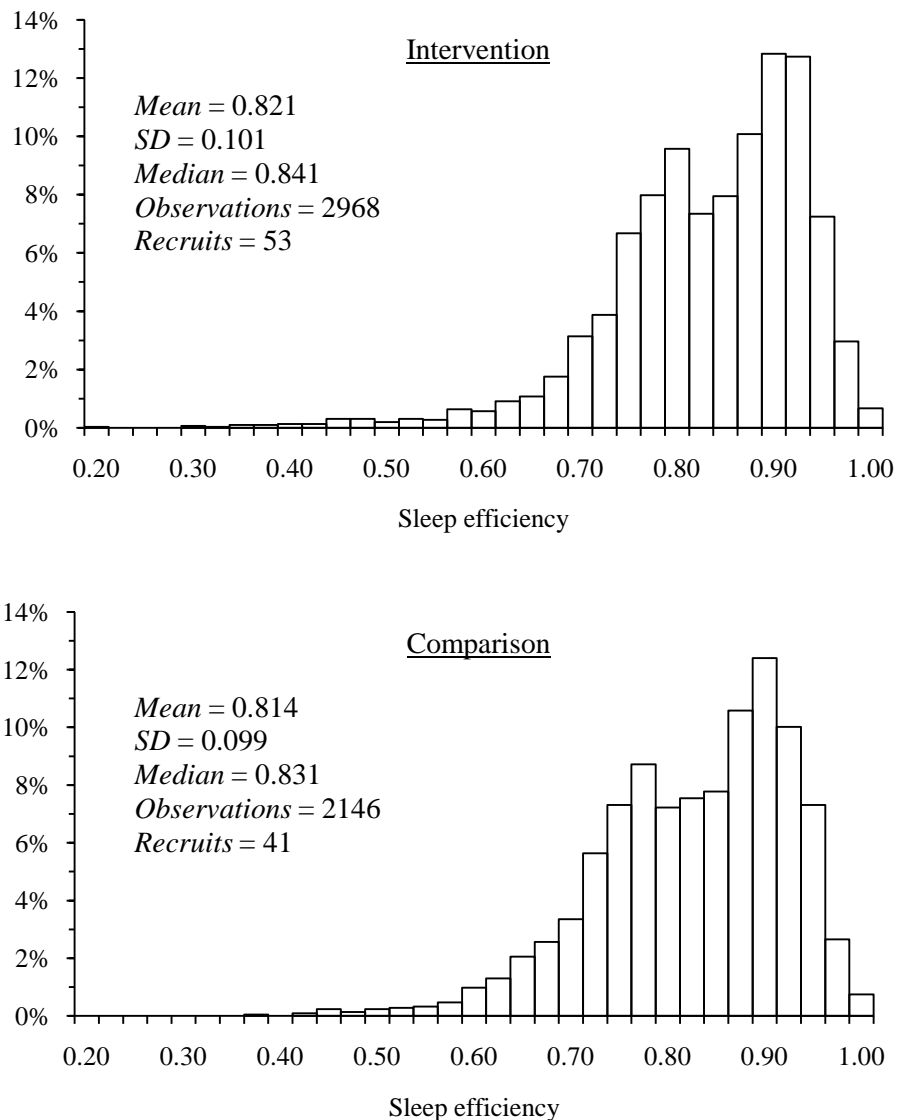 14%
Intervention
12%
Mean = 0.821
10%
SD = 0.101
Median = 0.841
8%
Observations = 2968
Recruits = 53
6%
4%
2%
0%
0.20 0.30 0.40 0.50 0.60 0.70 0.80 0.90 1.00
Sleep efficiency
14%
Comparison
12%
Mean = 0.814
10%
SD = 0.099
Median = 0.831
8%
Observations = 2146
Recruits = 41
6%
4%
2%
0%
0.20 0.30 0.40 0.50 0.60 0.70 0.80 0.90 1.00
Sleep efficiency